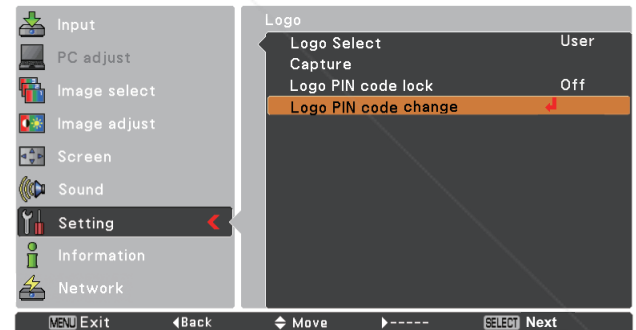 Input
PC adjust
Image select
Image adjust
Screen
Sound
Setting
Information
Network
Logo
Logo Select User
Capture
Logo PIN code lock Off
Logo PIN code change
MENU Exit Back Move ----- SELECT Next